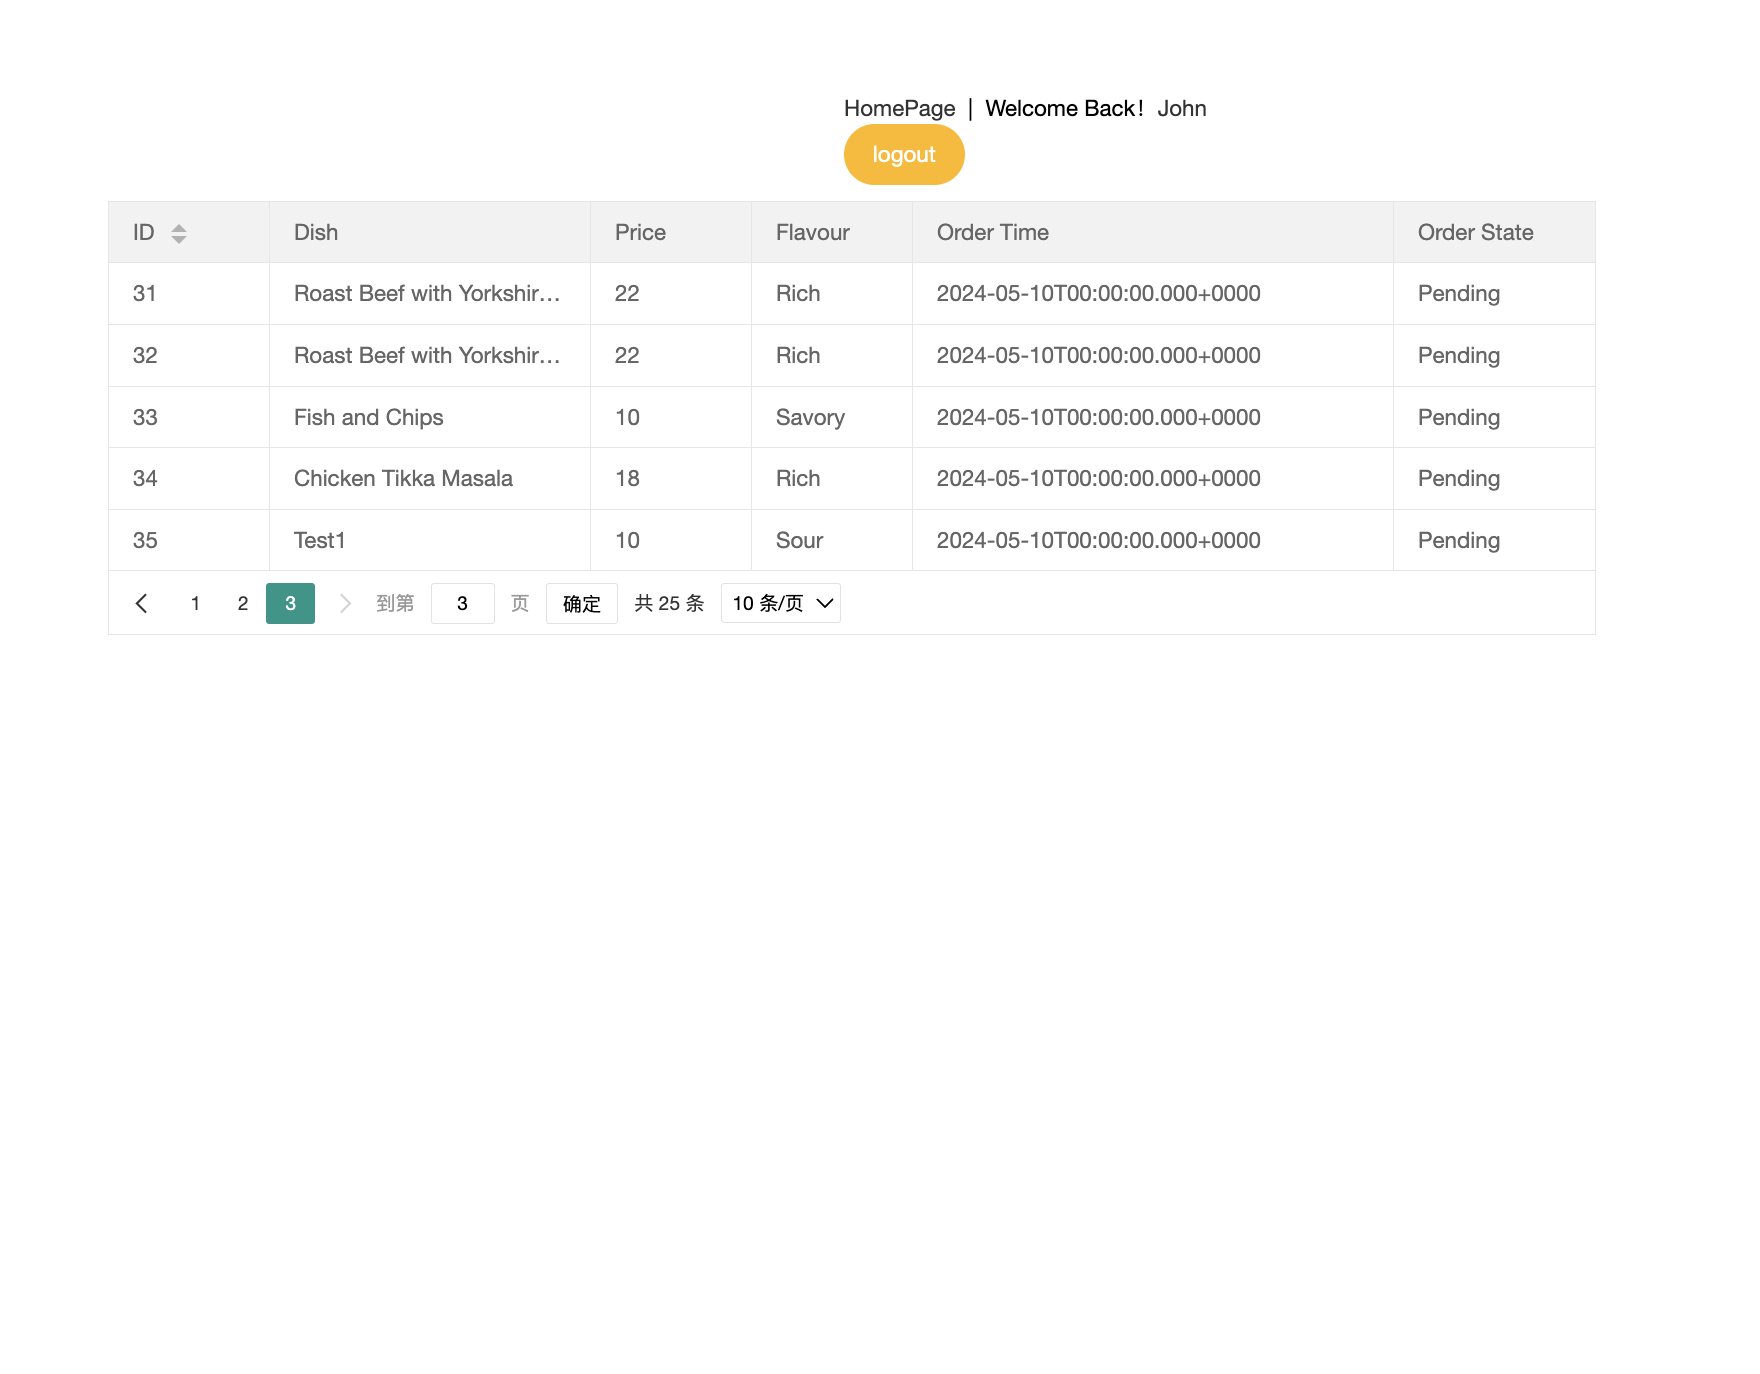 HomePage | Welcome Back！ John
logout
ID Dish Price Flavour Order Time Order State
31 Roast Beef with Yorkshir... 22 Rich 2024-05-10T00:00:00.000+0000 Pending
32 Roast Beef with Yorkshir... 22 Rich 2024-05-10T00:00:00.000+0000 Pending
33 Fish and Chips 10 Savory 2024-05-10T00:00:00.000+0000 Pending
34 Chicken Tikka Masala 18 Rich 2024-05-10T00:00:00.000+0000 Pending
35 Test1 10 Sour 2024-05-10T00:00:00.000+0000 Pending
1 2 3 到第 3 页 确定 共 25 条 10 条/页